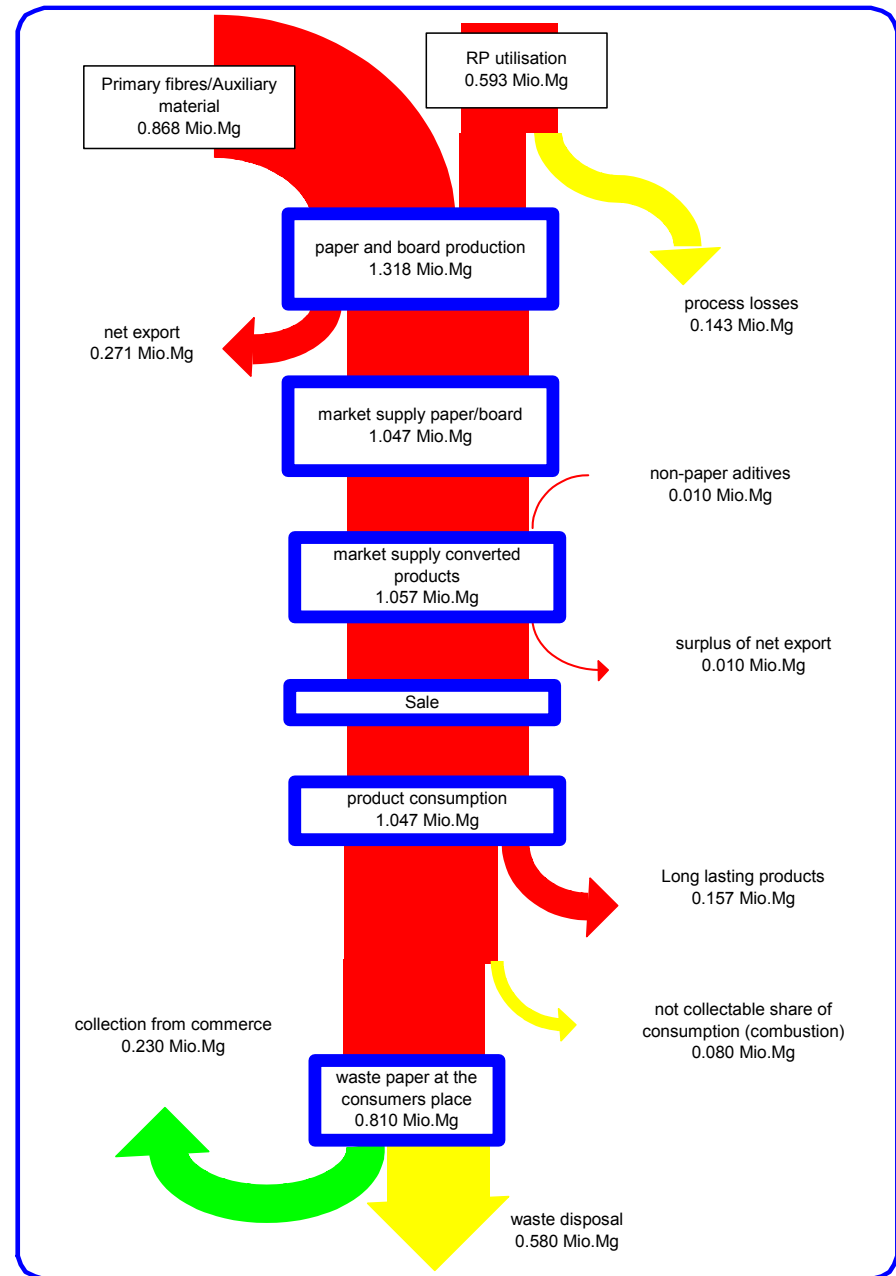 RP utilisation
0.593 Mio.Mg
Primary fibres/Auxiliary
material
0.868 Mio.Mg
paper and board production
1.318 Mio.Mg
process losses
0.143 Mio.Mg
net export
0.271 Mio.Mg
market supply paper/board
1.047 Mio.Mg
non-paper aditives
0.010 Mio.Mg
market supply converted
products
1.057 Mio.Mg
surplus of net export
0.010 Mio.Mg
Sale
product consumption
1.047 Mio.Mg
Long lasting products
0.157 Mio.Mg
not collectable share of
consumption (combustion)
0.080 Mio.Mg
collection from commerce
0.230 Mio.Mg
waste paper at the
consumers place
0.810 Mio.Mg
waste disposal
0.580 Mio.Mg